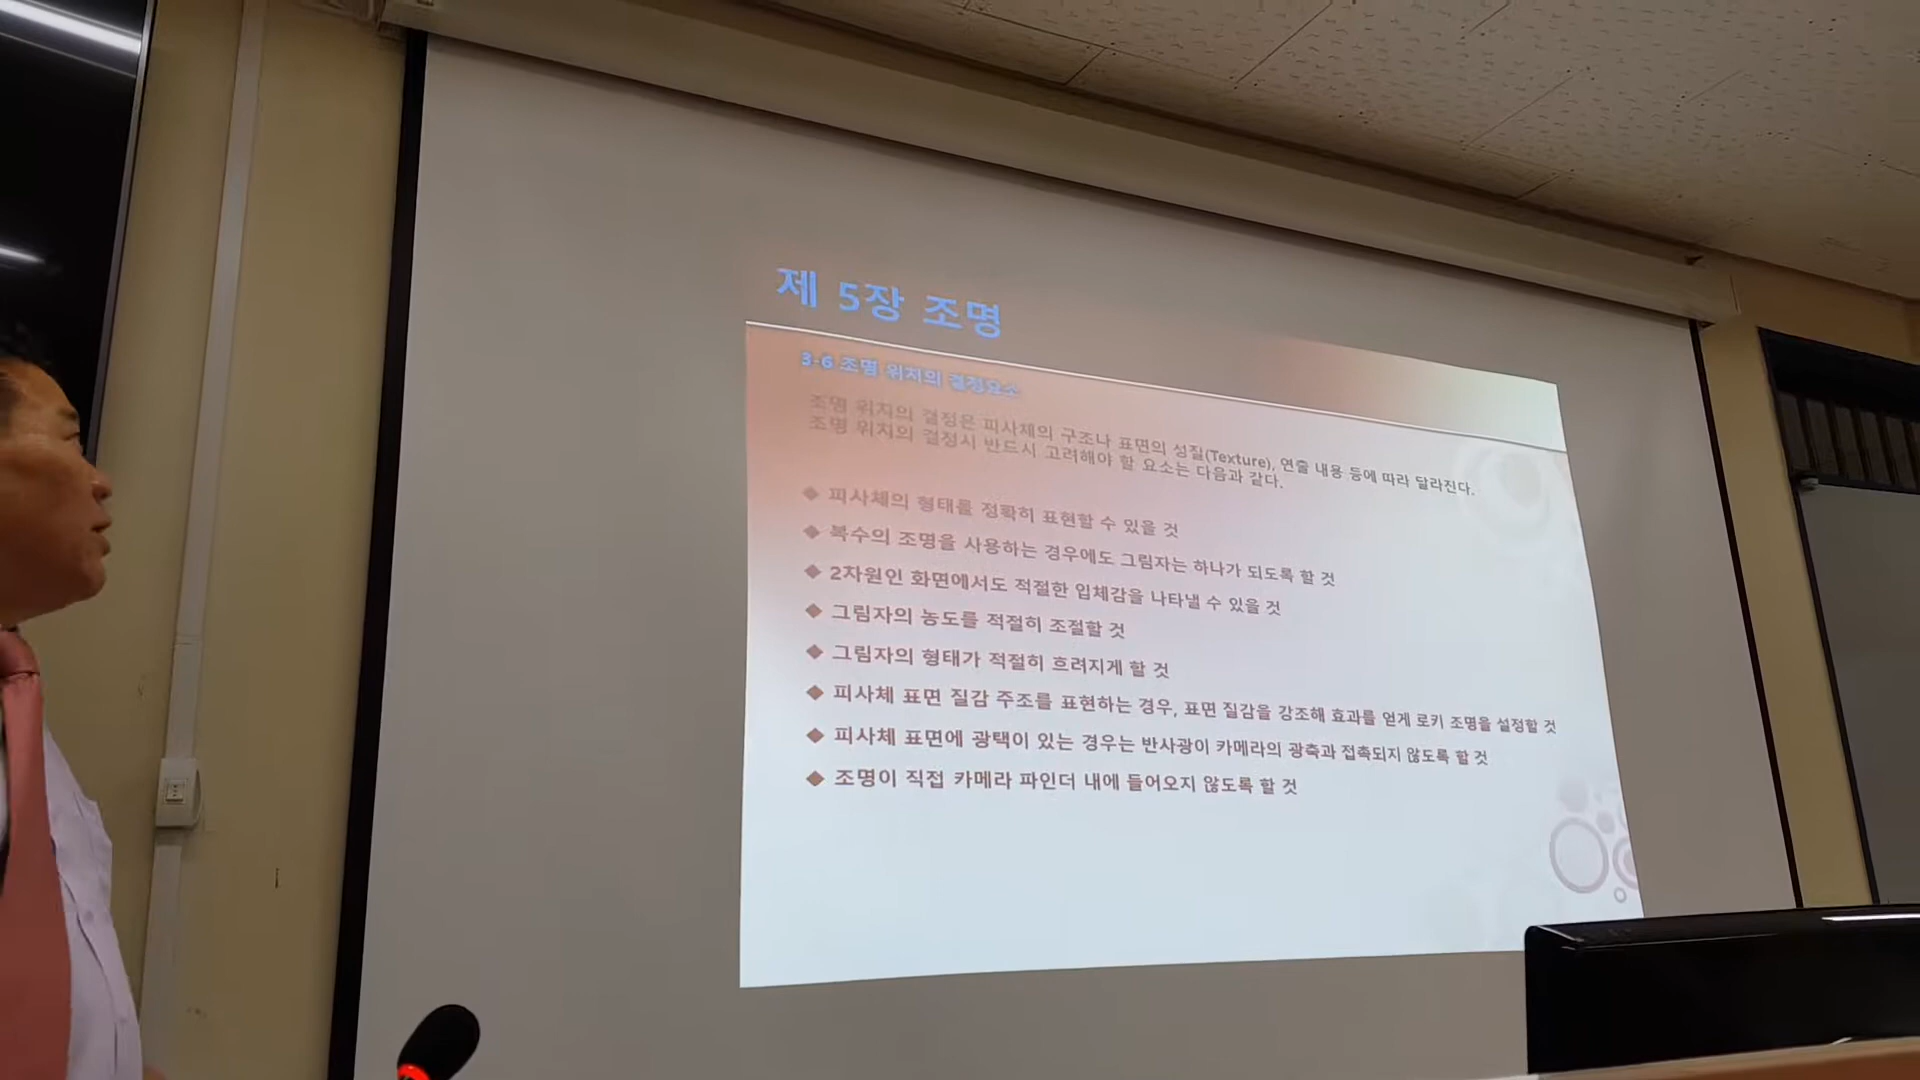 제 5장 조명
3-6 조명 위치의 결정요소
조명 위치의 결정은 피사체의 구조나 표면의 성질(Texture), 연출 내용 등에 따라 달라진다.
조명 위치의 결정시 반드시 고려해야 할 요소는 다음과 같다.
◆ 피사체의 형태를 정확히 표현할 수 있을 것
◆ 복수의 조명을 사용하는 경우에도 그림자는 하나가 되도록 할 것
◆ 2차원인 화면에서도 적절한 입체감을 나타낼 수 있을 것
◆ 그림자의 농도를 적절히 조절할 것
◆ 그림자의 형태가 적절히 흐려지게 할 것
◆ 피사체 표면 질감 주조를 표현하는 경우, 표면 질감을 강조해 효과를 얻게 로키 조명을 설정할 것
◆ 피사체 표면에 광택이 있는 경우는 반사광이 카메라의 광축과 접촉되지 않도록 할 것
◆ 조명이 직접 카메라 파인더 내에 들어오지 않도록 할 것